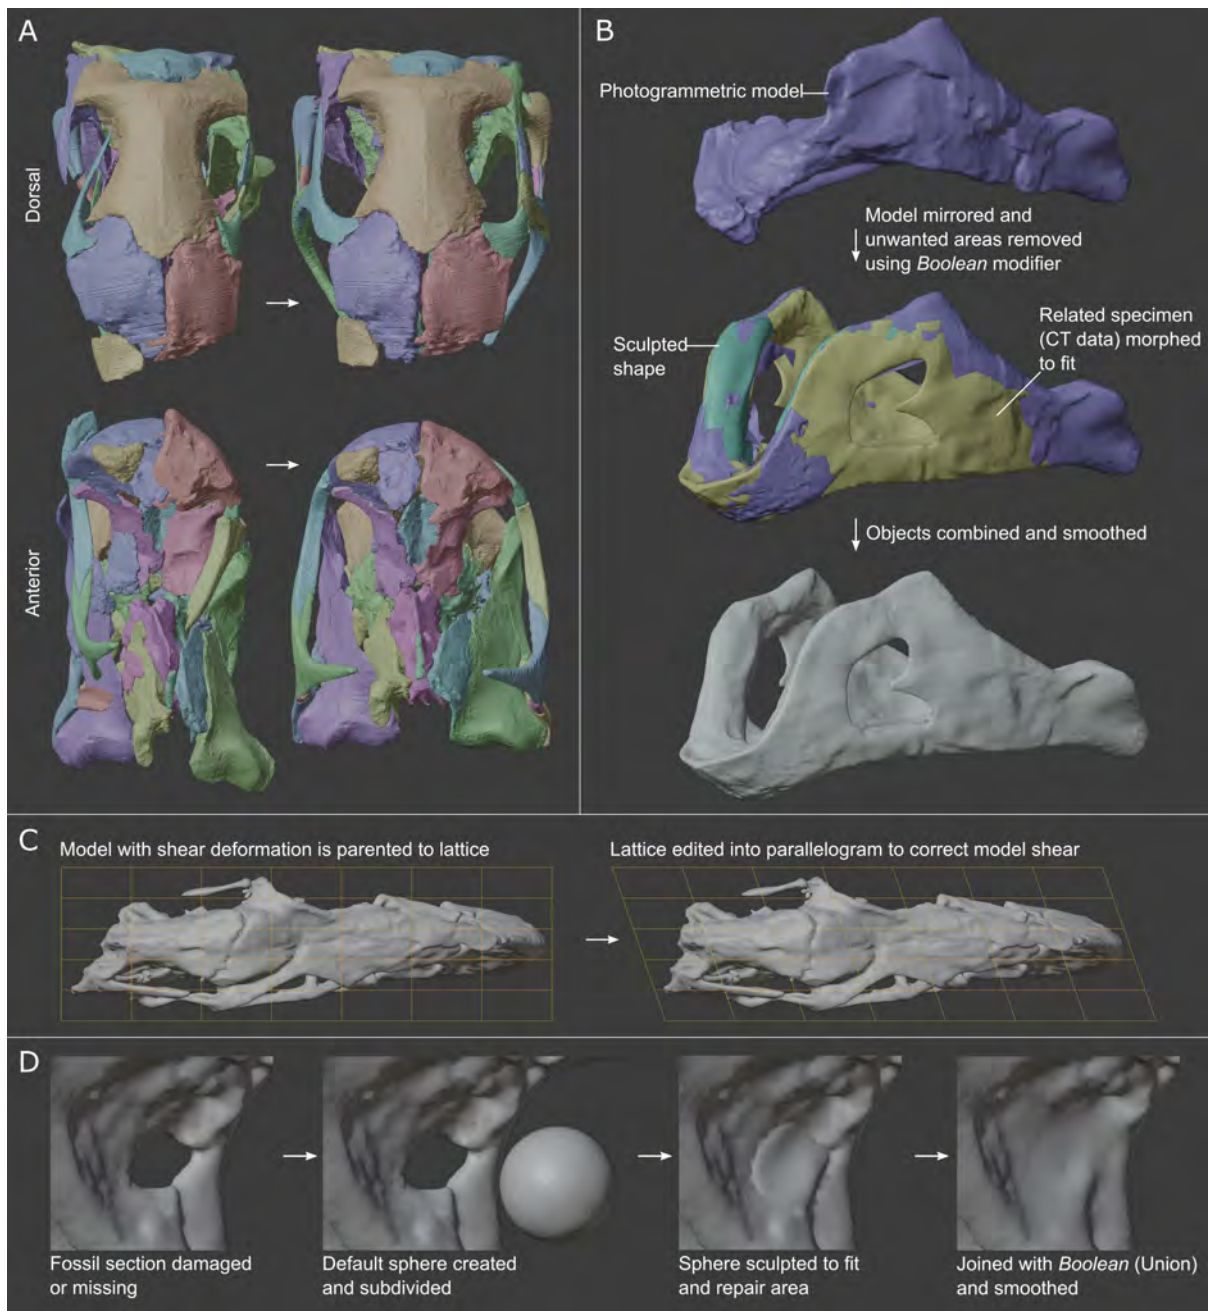 A
Dorsal
Anterior
B
Photogrammetric model
Model mirrored and
unwanted areas removed
using Boolean modifier
Sculpted
shape
Related specimen
(CT data) morphed
to fit
Objects combined and smoothed
C
Model with shear deformation is parented to lattice
Lattice edited into parallelogram to correct model shear
D
Fossil section damaged
or missing
Default sphere created
and subdivided
Sphere sculpted to fit
and repair area
Joined with Boolean (Union)
and smoothed